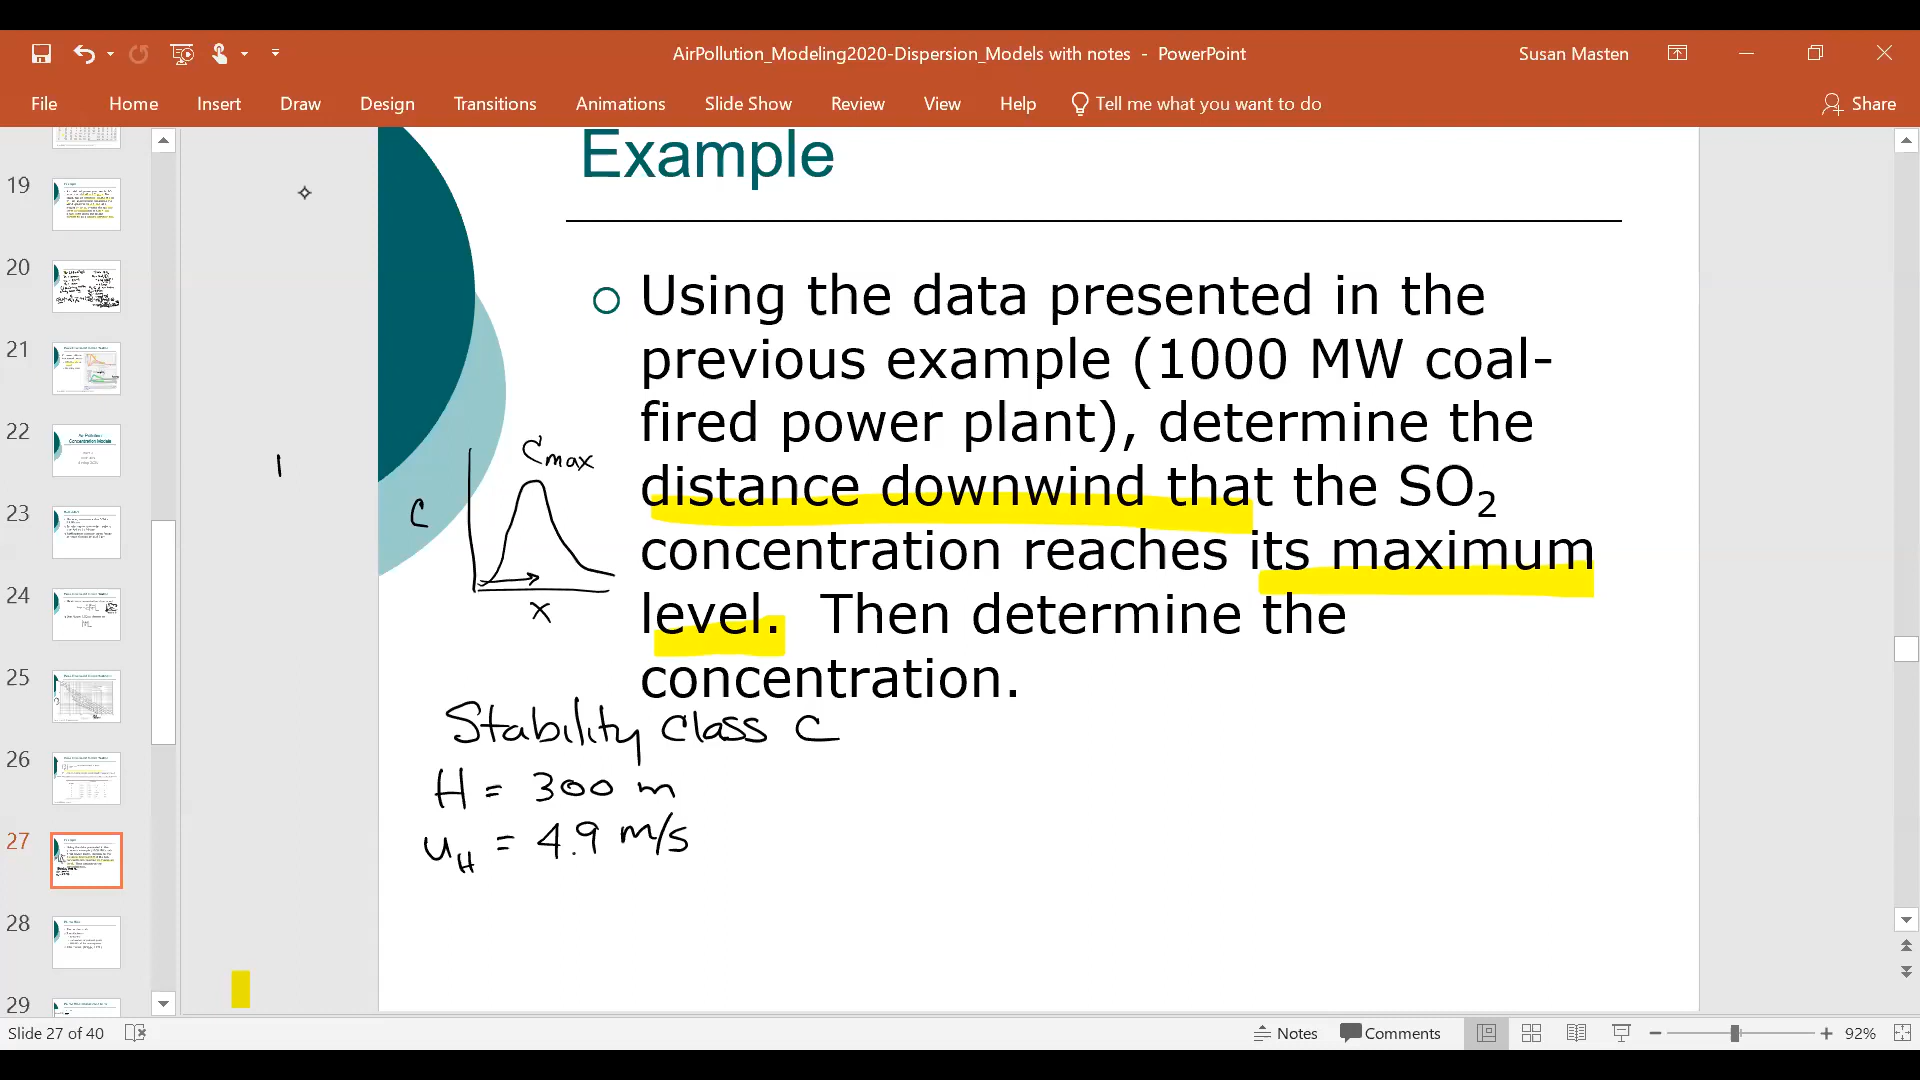 AirPollution_Modeling2020-Dispersion_Models with notes - PowerPoint
Susan Masten
File Home Insert Draw Design Transitions Animations Slide Show Review View Help Tell me what you want to do Share
19
20
21
22
23
24
25
26
27
28
29
Example
Using the data presented in the
previous example (1000 MW coal-
fired power plant), determine the
distance downwind that the SO2
concentration reaches its maximum
level. Then determine the
concentration.
Cmax
C
x
Stability Class C
H = 300 m
uH = 4.9 m/s
Slide 27 of 40
Notes Comments 92%